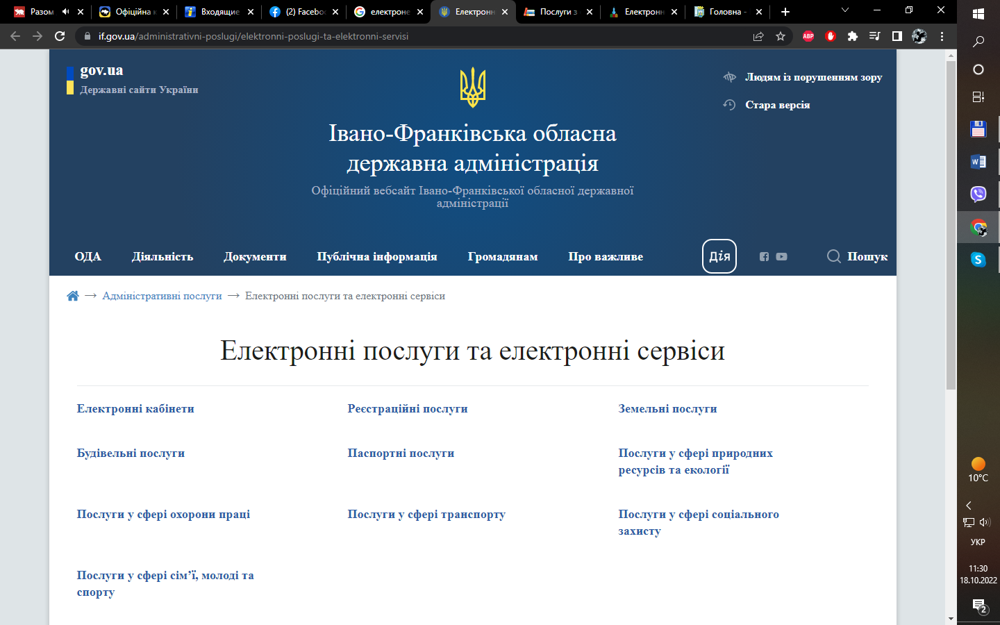 Разом
Офіційна к
Входящие
(2) Facebo
електроне
Електронн
Послуги з
Електронн
Головна -
if.gov.ua/administrativni-poslugi/elektronni-poslugi-ta-elektronni-servisi
ABP
gov.ua
Державні сайти України
Людям із порушенням зору
Стара версія
Івано-Франківська обласна
державна адміністрація
Офіційний вебсайт Івано-Франківської обласної державної
адміністрації
ОДА Діяльність Документи Публічна інформація Громадянам Про важливе Дія Пошук
→ Адміністративні послуги → Електронні послуги та електронні сервіси
Електронні послуги та електронні сервіси
Електронні кабінети
Реєстраційні послуги
Земельні послуги
Будівельні послуги
Паспортні послуги
Послуги у сфері природних
ресурсів та екології
Послуги у сфері охорони праці
Послуги у сфері транспорту
Послуги у сфері соціального
захисту
Послуги у сфері сім’ї, молоді та
спорту
10°C
УКР
11:30
18.10.2022
2